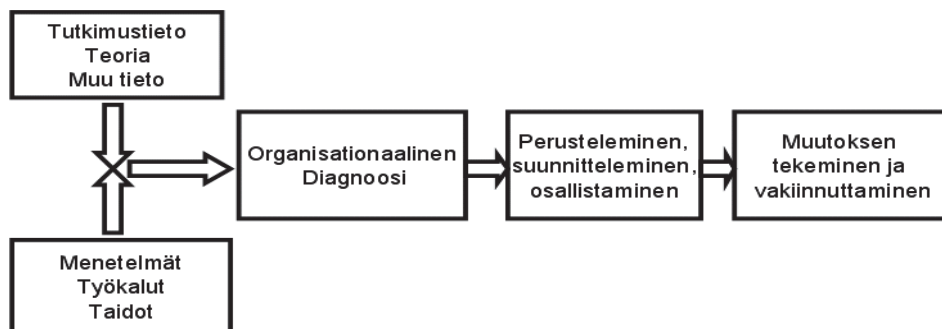 Tutkimustieto
Teoria
Muu tieto
Organisationaalinen
Diagnoosi
Perusteleminen,
suunnitteleminen,
osallistaminen
Muutoksen
tekeminen ja
vakiinnuttaminen
Menetelmät
Työkalut
Taidot